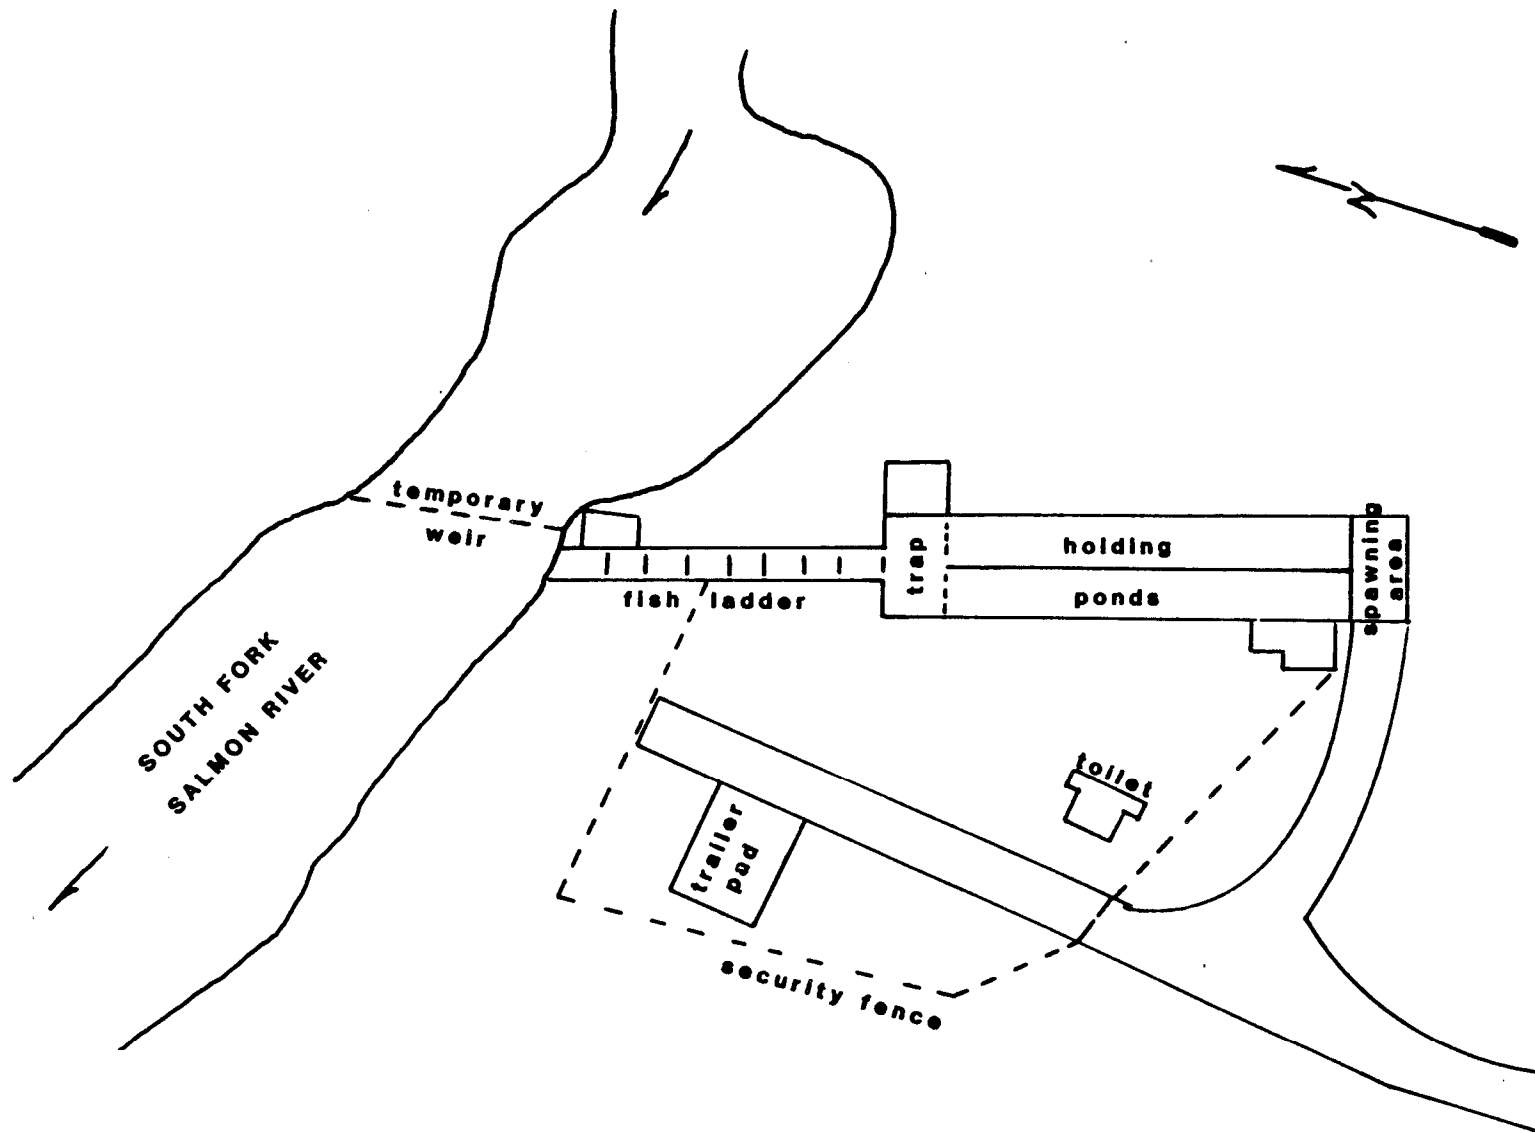 temporary
weir
fish ladder
trap
holding
ponds
spawning
area
SOUTH FORK
SALMON RIVER
toilet
trailer
pad
security fence